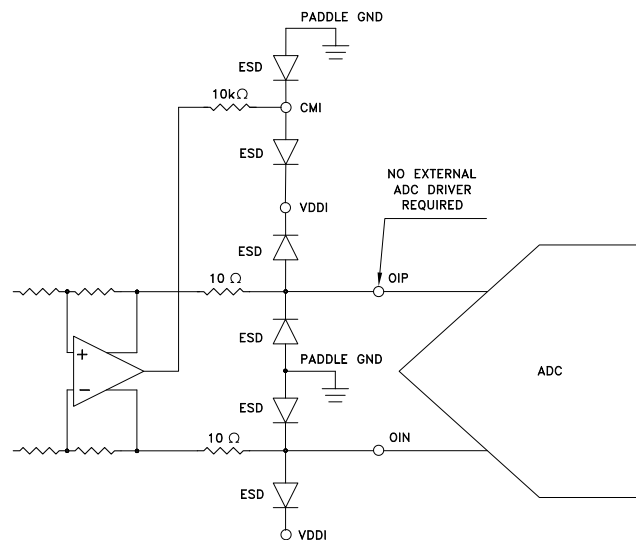 PADDLE GND
ESD
10kΩ
CMI
ESD
NO EXTERNAL
ADC DRIVER
REQUIRED
VDDI
ESD
10 Ω
OIP
ESD
PADDLE GND
+
ADC
−
ESD
10 Ω
OIN
ESD
VDDI